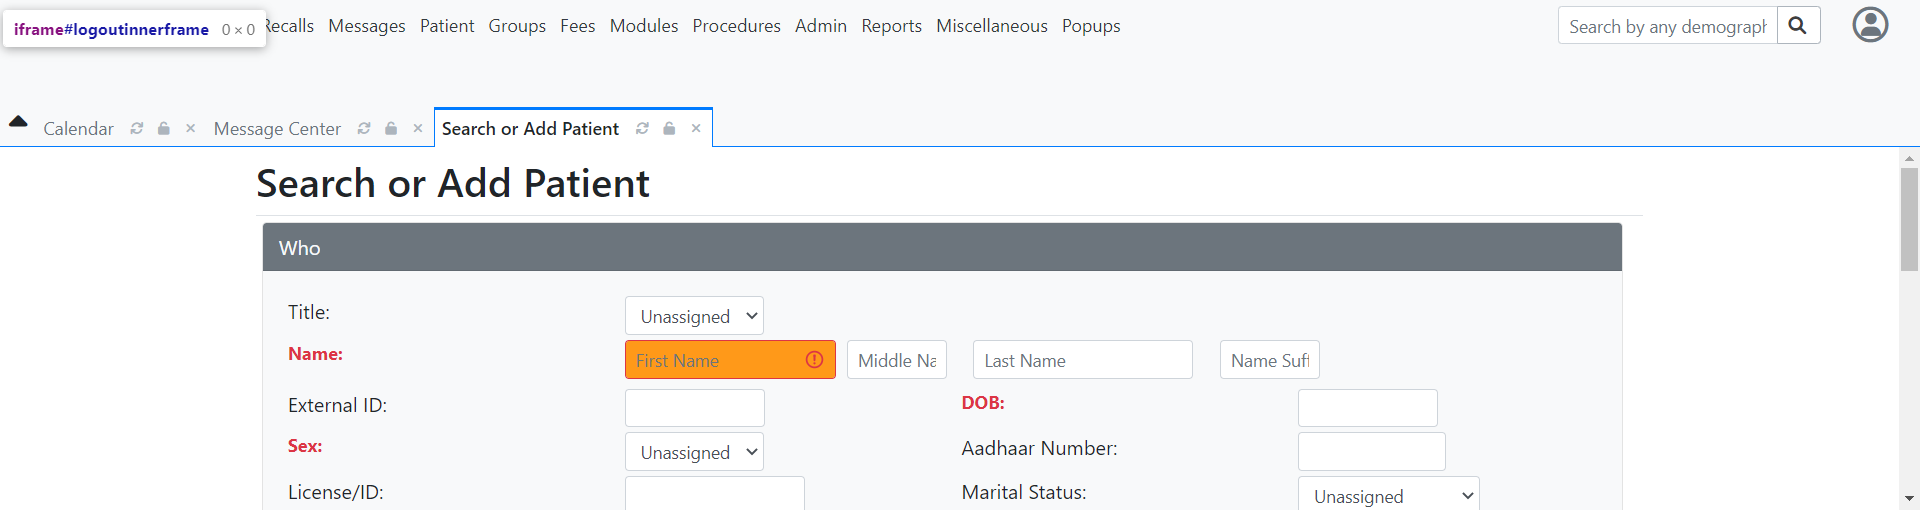 iframe#logoutinnerframe 0 × 0
Recalls Messages Patient Groups Fees Modules Procedures Admin Reports Miscellaneous Popups
Search by any demograph
Calendar Message Center Search or Add Patient
Search or Add Patient
Who
Title: Unassigned
Name: First Name Middle Na Last Name Name Suff
External ID: DOB:
Sex: Unassigned Aadhaar Number:
License/ID: Marital Status: Unassigned